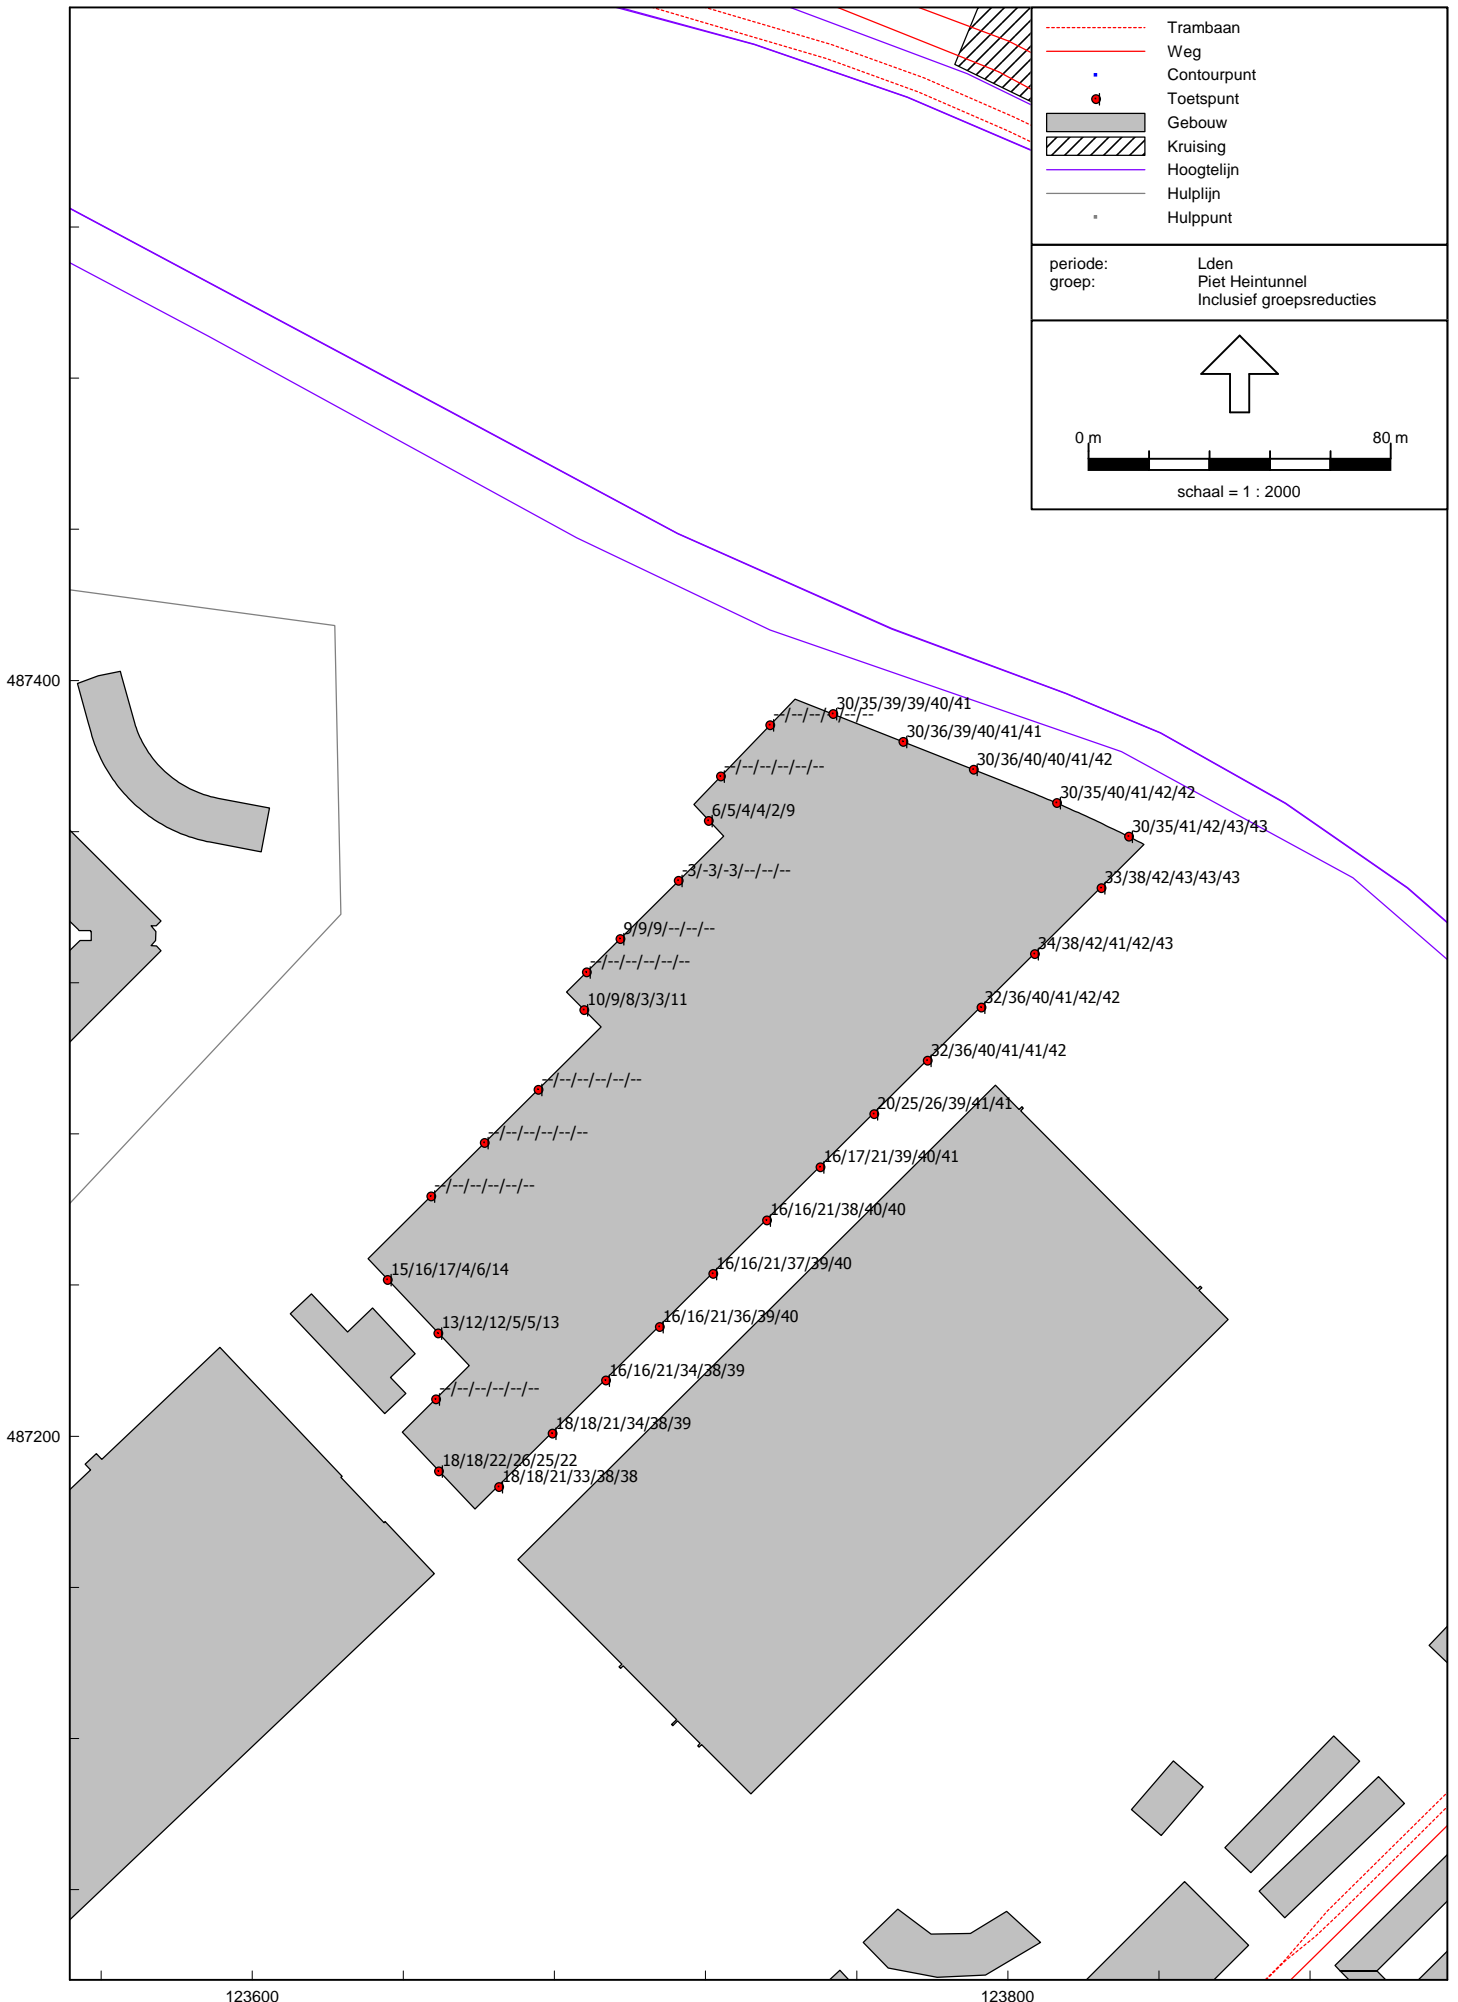 Trambaan
Weg
Contourpunt
Toetspunt
Gebouw
Kruising
Hoogtelijn
Hulplijn
Hulppunt
periode: Lden
groep: Piet Heintunnel
Inclusief groepsreducties
0 m 80 m
schaal = 1 : 2000
487400
30/35/39/39/40/41
--/--/--/--/--/--
30/36/39/40/41/41
30/36/40/40/41/42
--/--/--/--/--/--
30/35/40/41/42/42
6/5/4/4/2/9
30/35/41/42/43/43
-3/-3/-3/--/--/--
33/38/42/43/43/43
9/9/9/--/--/--
34/38/42/41/42/43
--/--/--/--/--/--
10/9/8/3/3/11
32/36/40/41/42/42
32/36/40/41/41/42
--/--/--/--/--/--
20/25/26/39/41/41
--/--/--/--/--/--
16/17/21/39/40/41
--/--/--/--/--/--
16/16/21/38/40/40
15/16/17/4/6/14
16/16/21/37/39/40
13/12/12/5/5/13
16/16/21/36/39/40
16/16/21/34/38/39
--/--/--/--/--/--
18/18/21/34/38/39
487200
18/18/22/26/25/22
18/18/21/33/38/38
123600 123800